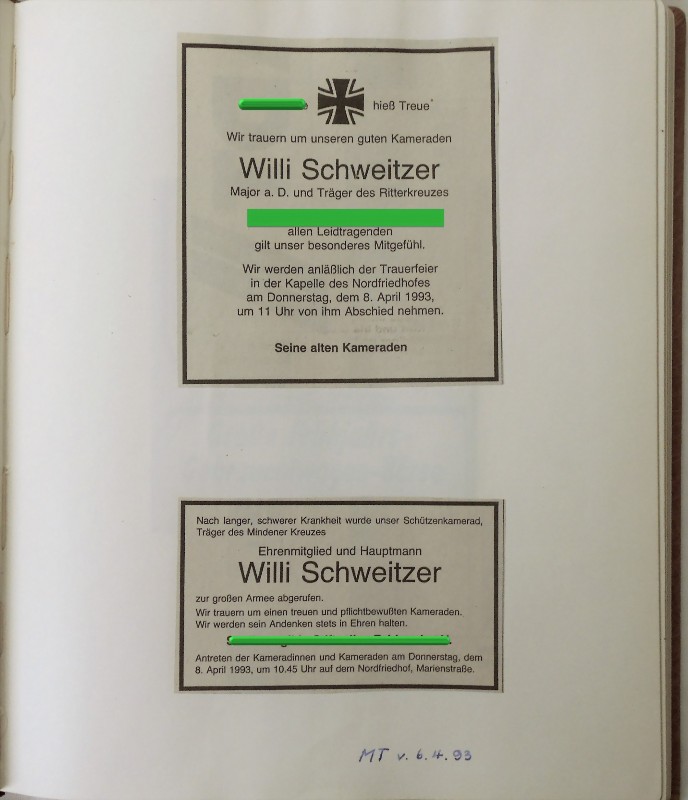 hieß Treue"
Wir trauern um unseren guten Kameraden
Willi Schweitzer
Major a. D. und Träger des Ritterkreuzes
allen Leidtragenden
gilt unser besonderes Mitgefühl.
Wir werden anläßlich der Trauerfeier
in der Kapelle des Nordfriedhofes
am Donnerstag, dem 8. April 1993,
um 11 Uhr von ihm Abschied nehmen.
Seine alten Kameraden
Nach langer, schwerer Krankheit wurde unser Schützenkamerad,
Träger des Mindener Kreuzes
Ehrenmitglied und Hauptmann
Willi Schweitzer
zur großen Armee abgerufen.
Wir trauern um einen treuen und pflichtbewußten Kameraden.
Wir werden sein Andenken stets in Ehren halten.
Antreten der Kameradinnen und Kameraden am Donnerstag, dem
8. April 1993, um 10.45 Uhr auf dem Nordfriedhof, Marienstraße.
MT v. 6.4.93